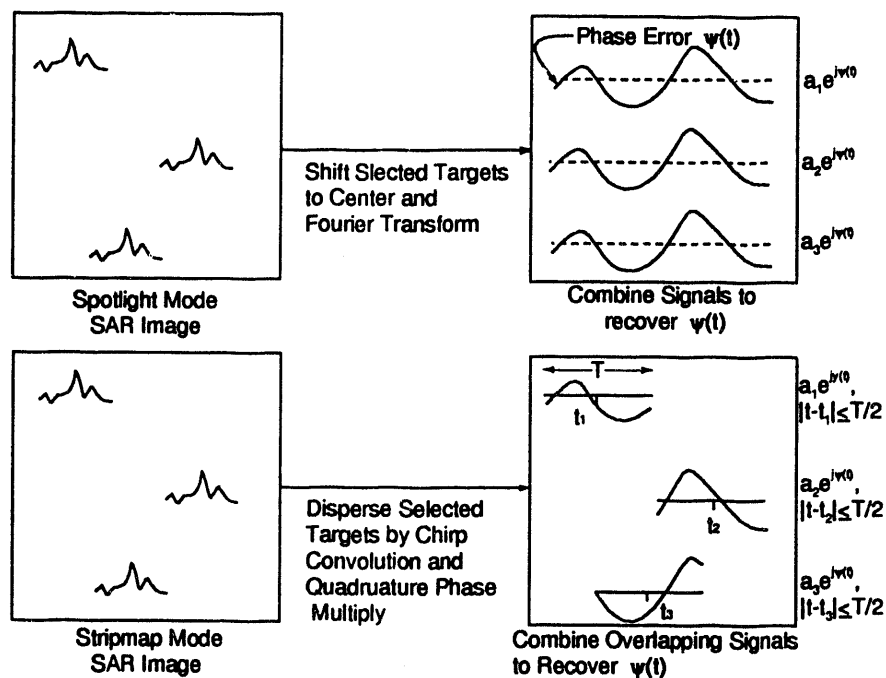 Phase Error ψ(t)
a₁e^jψ(t)
a₂e^jψ(t)
a₃e^jψ(t)
Shift Slected Targets
to Center and
Fourier Transform
Spotlight Mode
SAR Image
Combine Signals to
recover ψ(t)
T
t₁
t₂
t₃
a₁e^jψ(t),
|t-t₁|≤T/2
a₂e^jψ(t),
|t-t₂|≤T/2
a₃e^jψ(t),
|t-t₃|≤T/2
Disperse Selected
Targets by Chirp
Convolution and
Quadruature Phase
Multiply
Stripmap Mode
SAR Image
Combine Overlapping Signals
to Recover ψ(t)